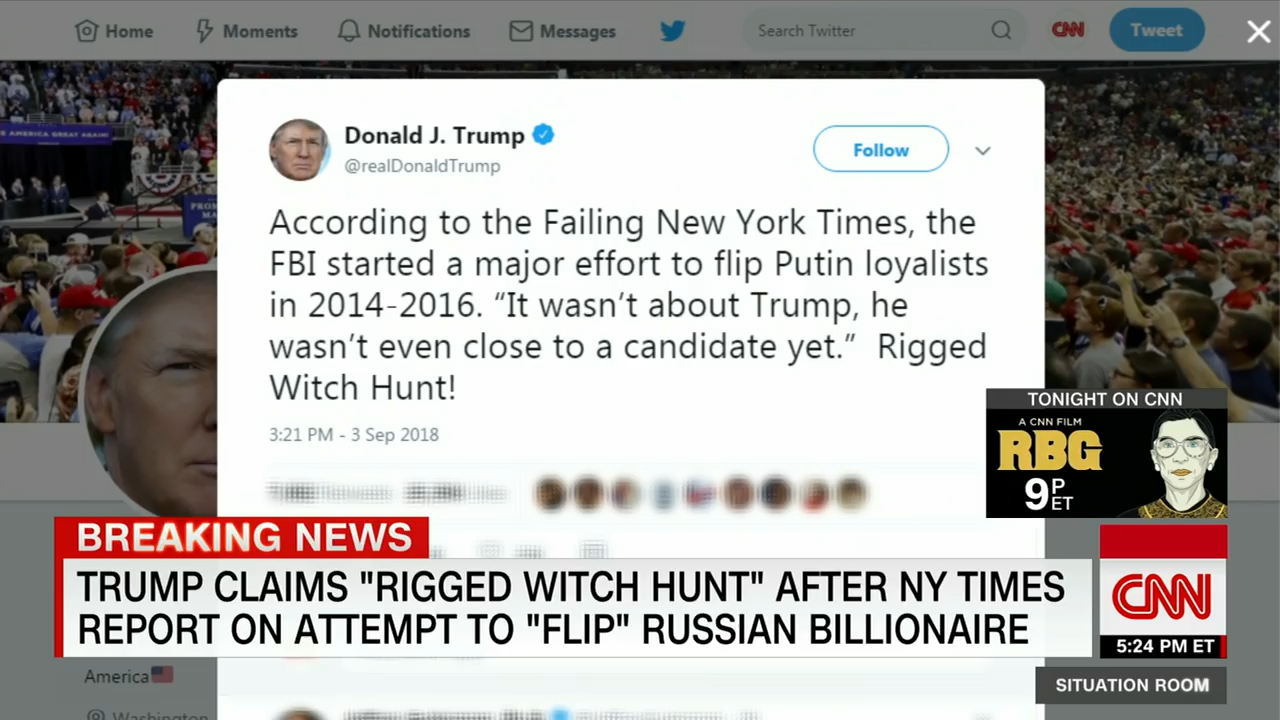 Home
Moments
Notifications
Messages
Search Twitter
CNN
Tweet
E AMERICA GREAT AGAIN!
Donald J. Trump
@realDonaldTrump
Follow
According to the Failing New York Times, the
FBI started a major effort to flip Putin loyalists
in 2014-2016. “It wasn’t about Trump, he
wasn’t even close to a candidate yet.”  Rigged
Witch Hunt!
3:21 PM - 3 Sep 2018
TONIGHT ON CNN
A CNN FILM
RBG
9P
ET
BREAKING NEWS
TRUMP CLAIMS "RIGGED WITCH HUNT" AFTER NY TIMES
REPORT ON ATTEMPT TO "FLIP" RUSSIAN BILLIONAIRE
CNN
5:24 PM ET
America
Washington
SITUATION ROOM